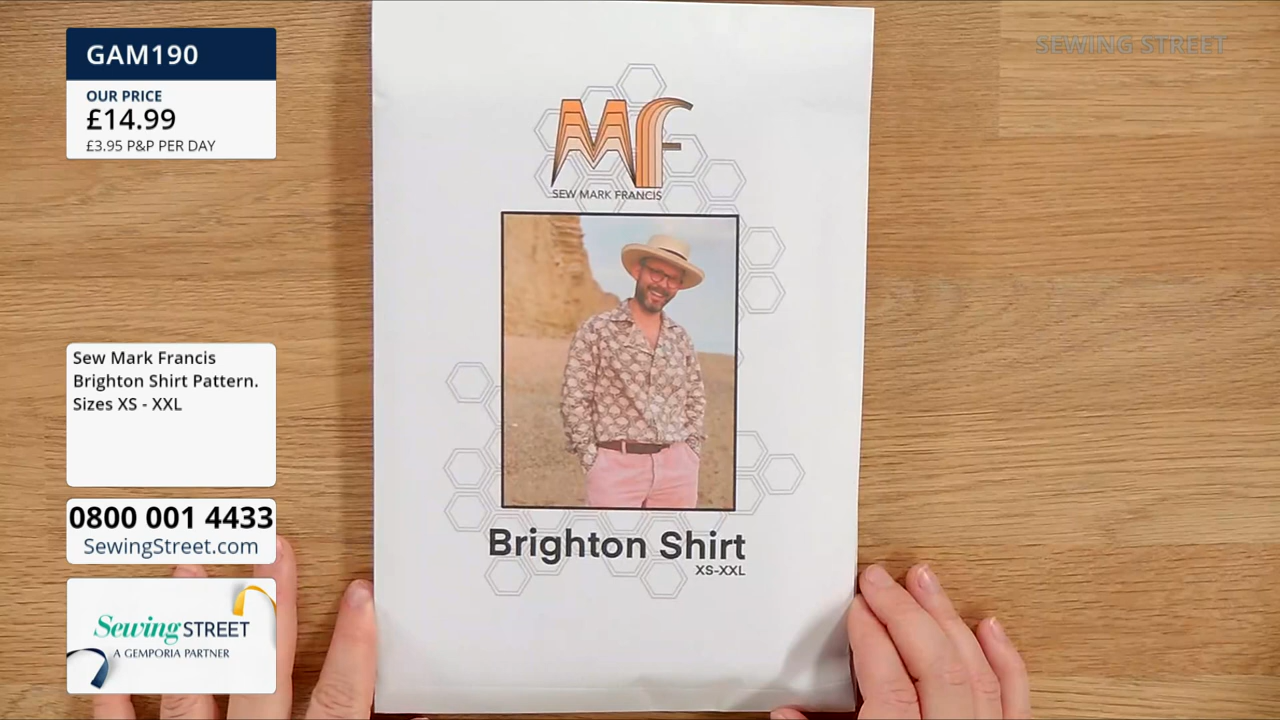 GAM190
OUR PRICE
£14.99
£3.95 P&P PER DAY
Sew Mark Francis
Brighton Shirt Pattern.
Sizes XS - XXL
0800 001 4433
SewingStreet.com
Sewing STREET
A GEMPORIA PARTNER
MF
SEW MARK FRANCIS
Brighton Shirt
XS-XXL
SEWING STREET